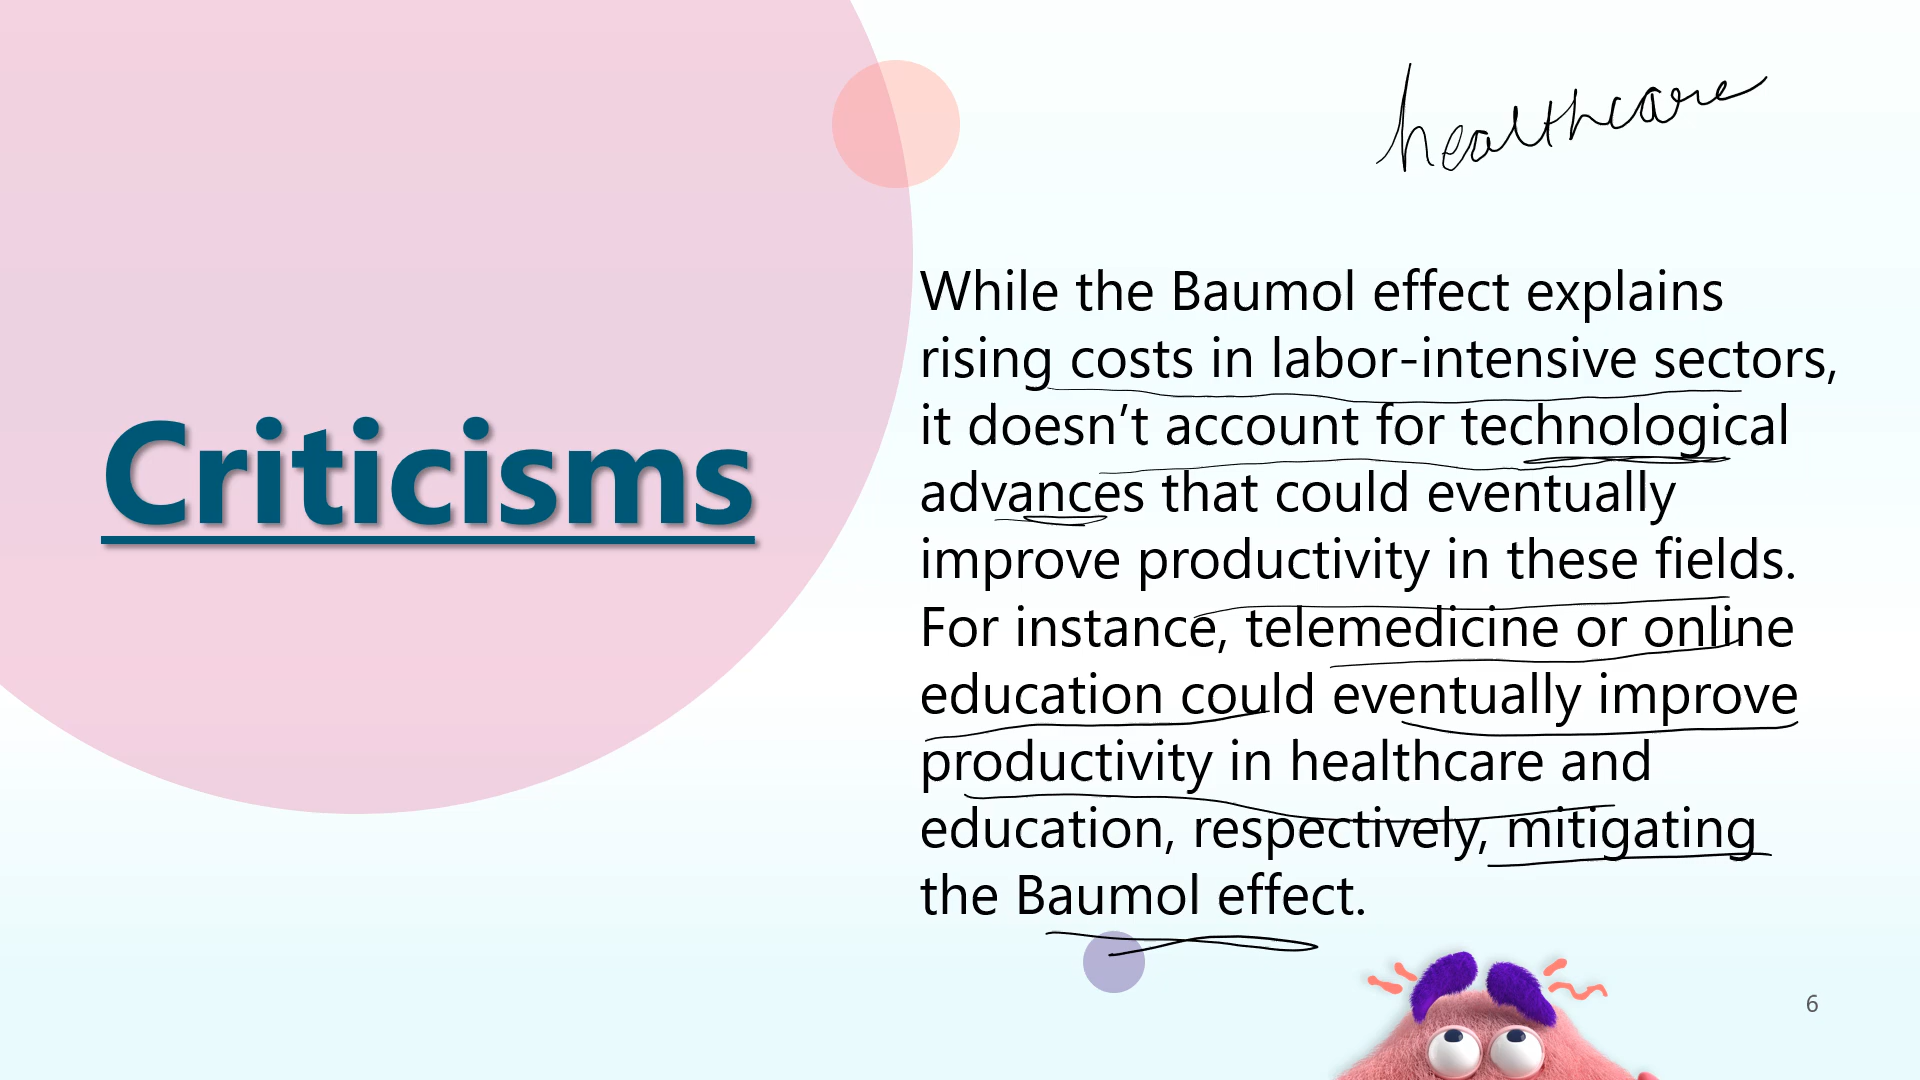 healthcare
Criticisms
While the Baumol effect explains
rising costs in labor-intensive sectors,
it doesn’t account for technological
advances that could eventually
improve productivity in these fields.
For instance, telemedicine or online
education could eventually improve
productivity in healthcare and
education, respectively, mitigating
the Baumol effect.
6